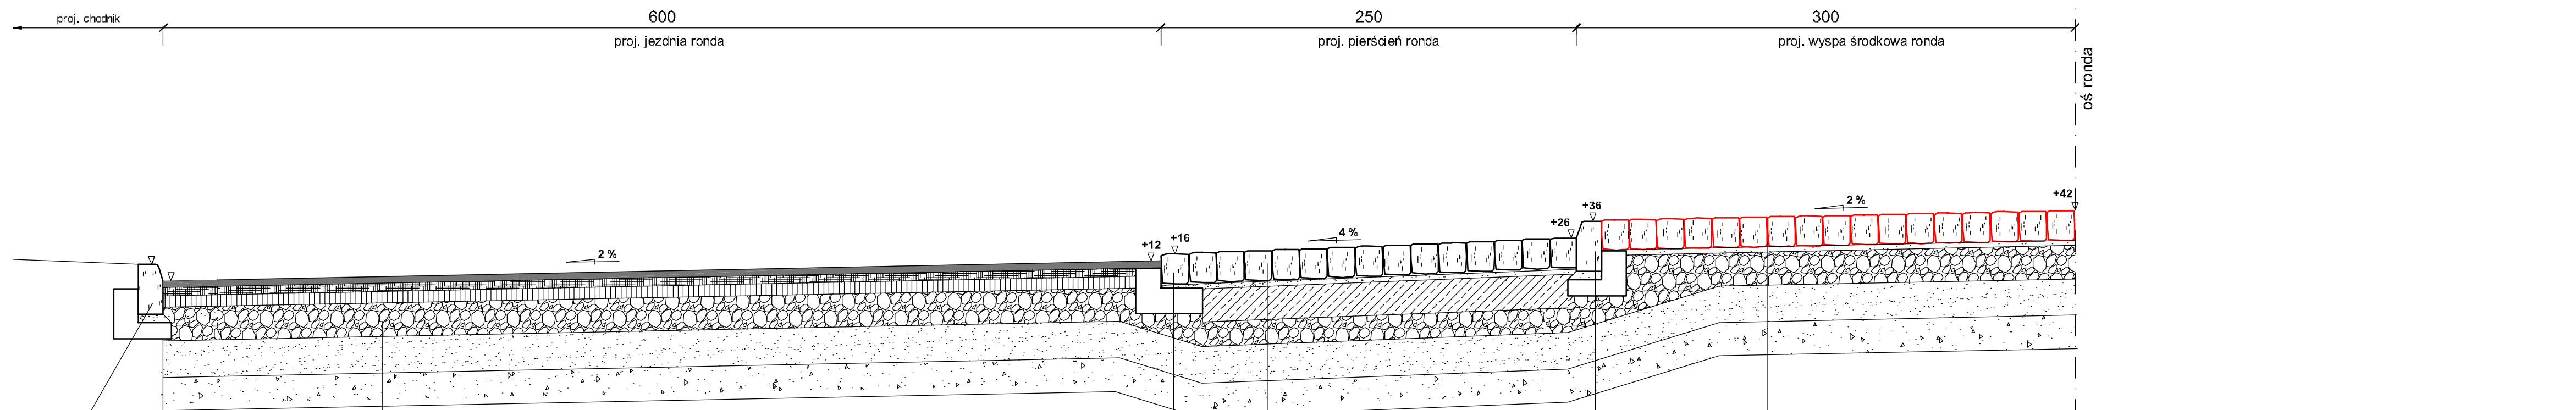 proj. chodnik
600
proj. jezdnia ronda
250
proj. pierścień ronda
300
proj. wyspa środkowa ronda
oś ronda
2 %
+12
+16
4 %
+26
+36
2 %
+42